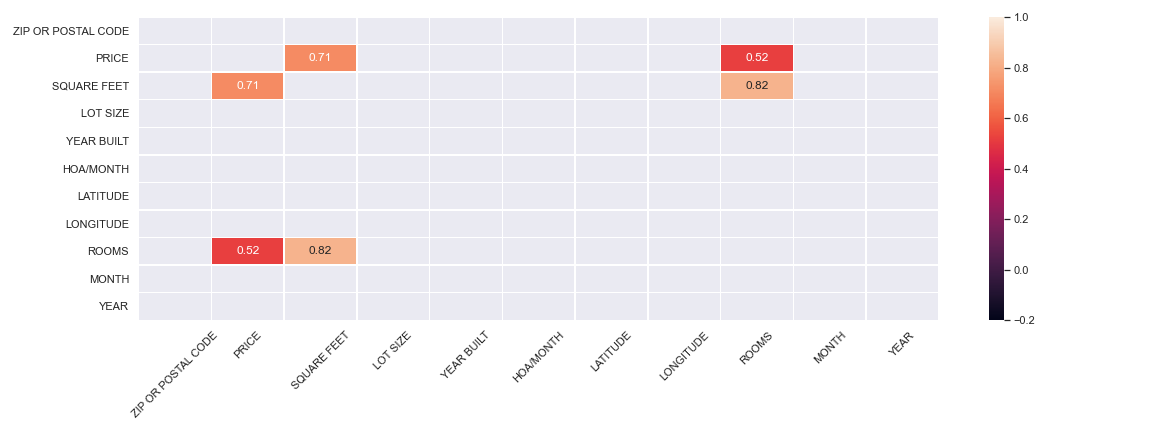 ZIP OR POSTAL CODE
PRICE 0.71 0.52
SQUARE FEET 0.71 0.82
LOT SIZE
YEAR BUILT
HOA/MONTH
LATITUDE
LONGITUDE
ROOMS 0.52 0.82
MONTH
YEAR
ZIP OR POSTAL CODE
PRICE
SQUARE FEET
LOT SIZE
YEAR BUILT
HOA/MONTH
LATITUDE
LONGITUDE
ROOMS
MONTH
YEAR
1.0
0.8
0.6
0.4
0.2
0.0
−0.2